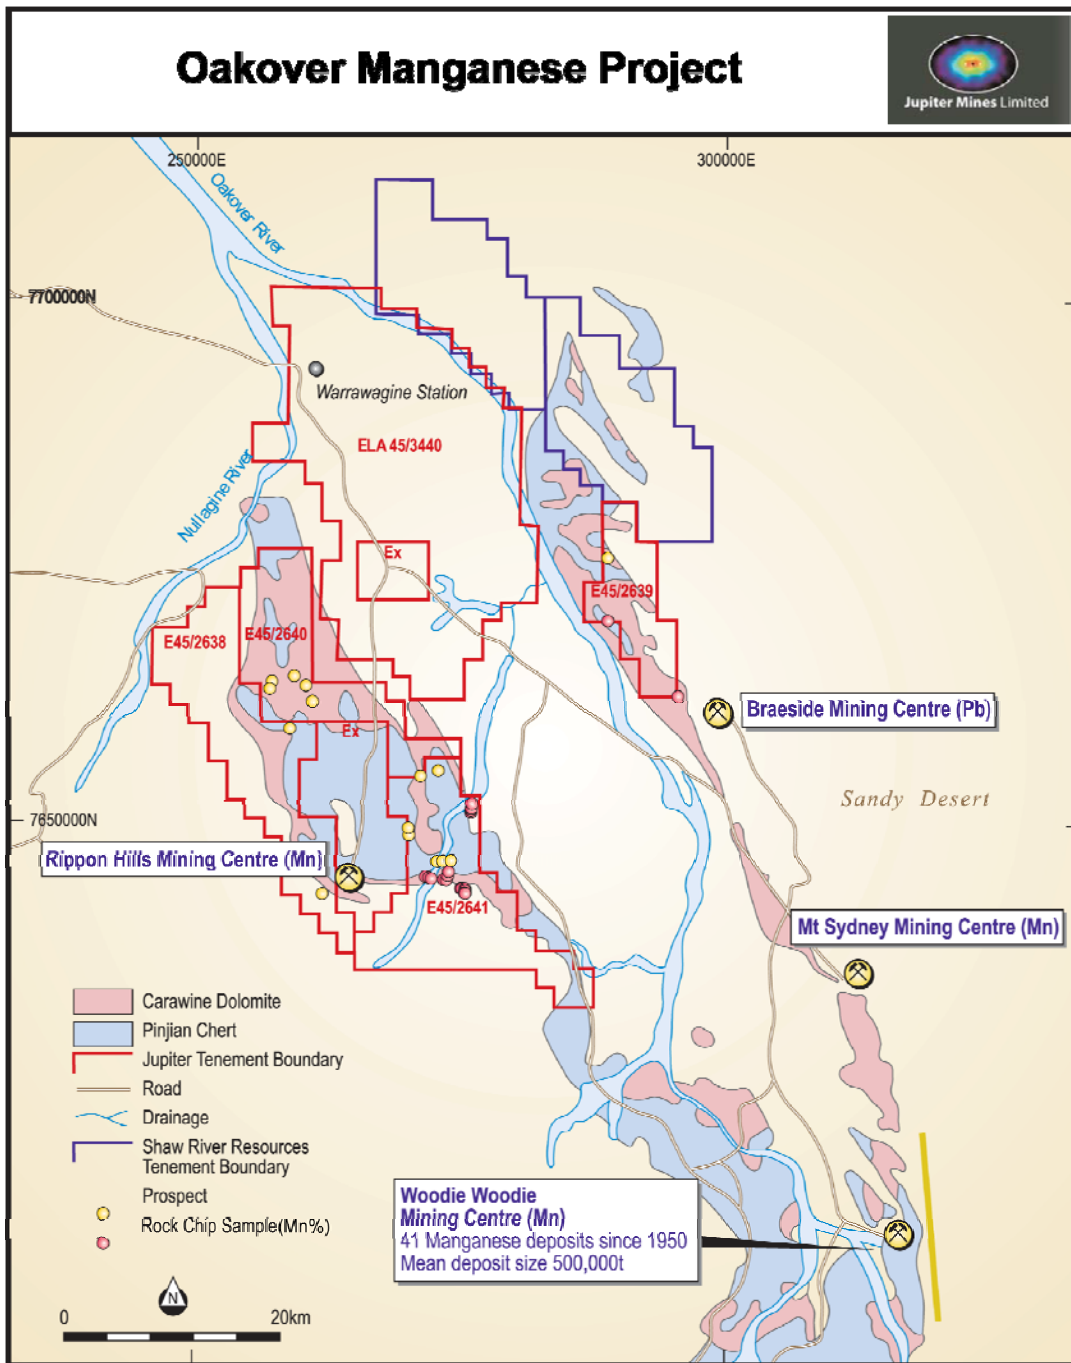 Oakover Manganese Project
Jupiter Mines Limited
250000E
300000E
Oakover River
7700000N
Warrawagine Station
ELA 45/3440
Nullagine River
Ex
E45/2639
E45/2638
E45/2640
Braeside Mining Centre (Pb)
Ex
Sandy Desert
7650000N
Rippon Hills Mining Centre (Mn)
E45/2641
Mt Sydney Mining Centre (Mn)
Carawine Dolomite
Pinjian Chert
Jupiter Tenement Boundary
Road
Drainage
Shaw River Resources
Tenement Boundary
Prospect
Rock Chip Sample(Mn%)
Woodie Woodie
Mining Centre (Mn)
41 Manganese deposits since 1950
Mean deposit size 500,000t
N
0
20km